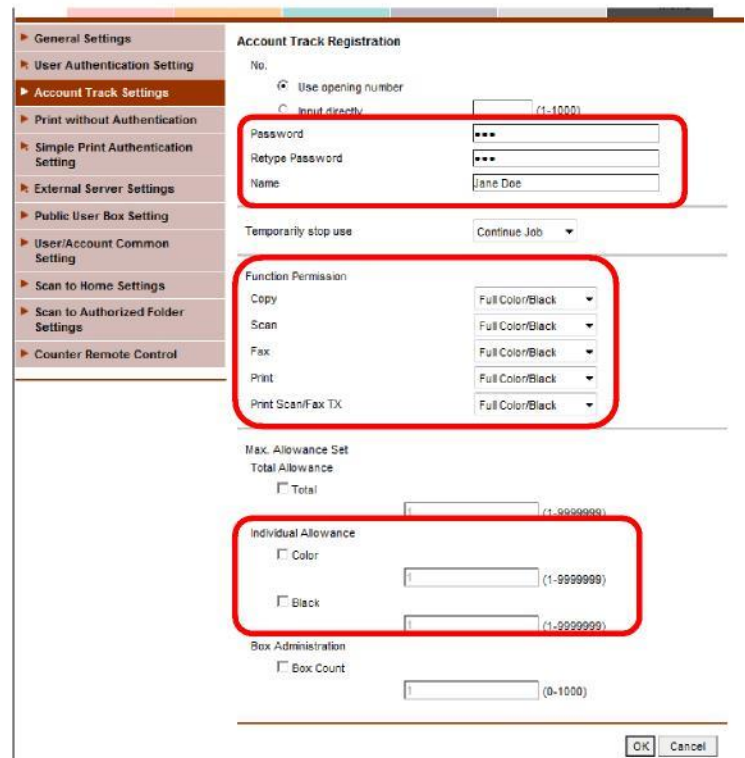 General Settings
User Authentication Setting
Account Track Settings
Print without Authentication
Simple Print Authentication
Setting
External Server Settings
Public User Box Setting
User/Account Common
Setting
Scan to Home Settings
Scan to Authorized Folder
Settings
Counter Remote Control
Account Track Registration
No.
Use opening number
Input directly (1-1000)
Password •••
Retype Password •••
Name Jane Doe
Temporarily stop use Continue Job
Function Permission
Copy Full Color/Black
Scan Full Color/Black
Fax Full Color/Black
Print Full Color/Black
Print Scan/Fax TX Full Color/Black
Max. Allowance Set
Total Allowance
Total
1 (1-9999999)
Individual Allowance
Color
1 (1-9999999)
Black
1 (1-9999999)
Box Administration
Box Count
1 (0-1000)
OK Cancel